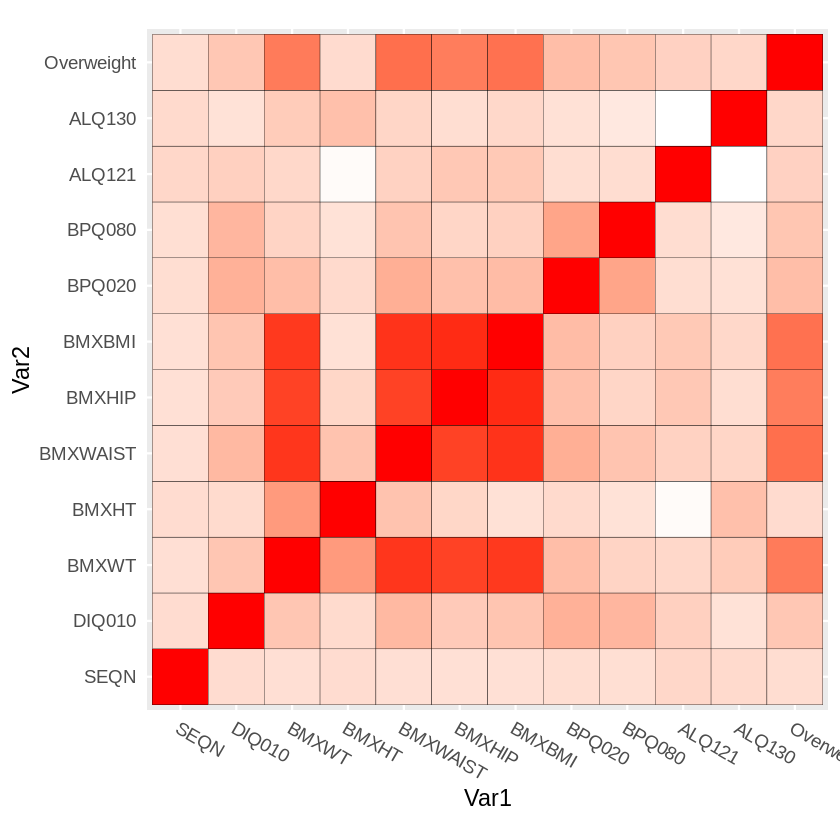 Overweight
ALQ130
ALQ121
BPQ080
BPQ020
BMXBMI
BMXHIP
BMXWAIST
BMXHT
BMXWT
DIQ010
SEQN
Var2
SEQN
DIQ010
BMXWT
BMXHT
BMXWAIST
BMXHIP
BMXBMI
BPQ020
BPQ080
ALQ121
ALQ130
Overwe
Var1